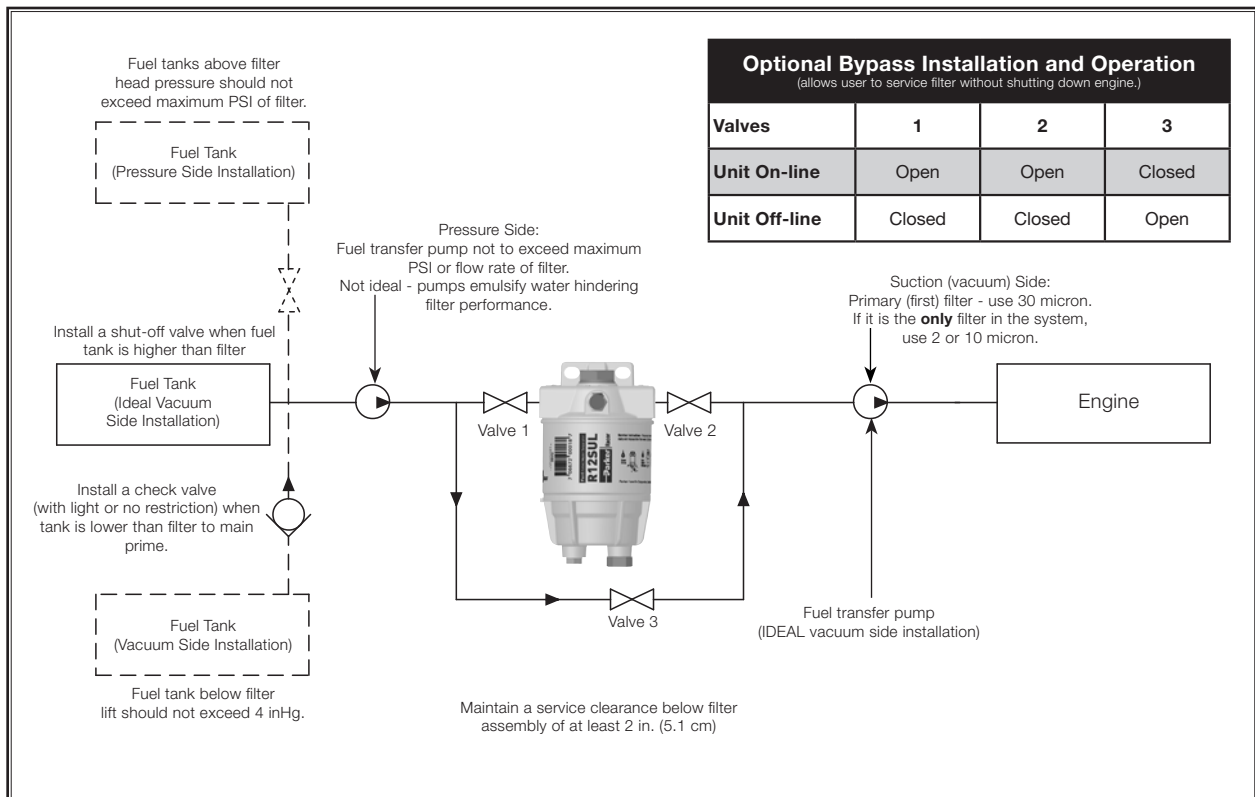 Fuel tanks above filter
head pressure should not
exceed maximum PSI of filter.
Fuel Tank
(Pressure Side Installation)
Optional Bypass Installation and Operation
(allows user to service filter without shutting down engine.)
Valves 1 2 3
Unit On-line Open Open Closed
Unit Off-line Closed Closed Open
Pressure Side:
Fuel transfer pump not to exceed maximum
PSI or flow rate of filter.
Not ideal - pumps emulsify water hindering
filter performance.
Suction (vacuum) Side:
Primary (first) filter - use 30 micron.
If it is the only filter in the system,
use 2 or 10 micron.
Install a shut-off valve when fuel
tank is higher than filter
Fuel Tank
(Ideal Vacuum
Side Installation)
Valve 1
Valve 2
R12SUL
Parker
Engine
Install a check valve
(with light or no restriction) when
tank is lower than filter to main
prime.
Valve 3
Fuel Tank
(Vacuum Side Installation)
Fuel transfer pump
(IDEAL vacuum side installation)
Fuel tank below filter
lift should not exceed 4 inHg.
Maintain a service clearance below filter
assembly of at least 2 in. (5.1 cm)